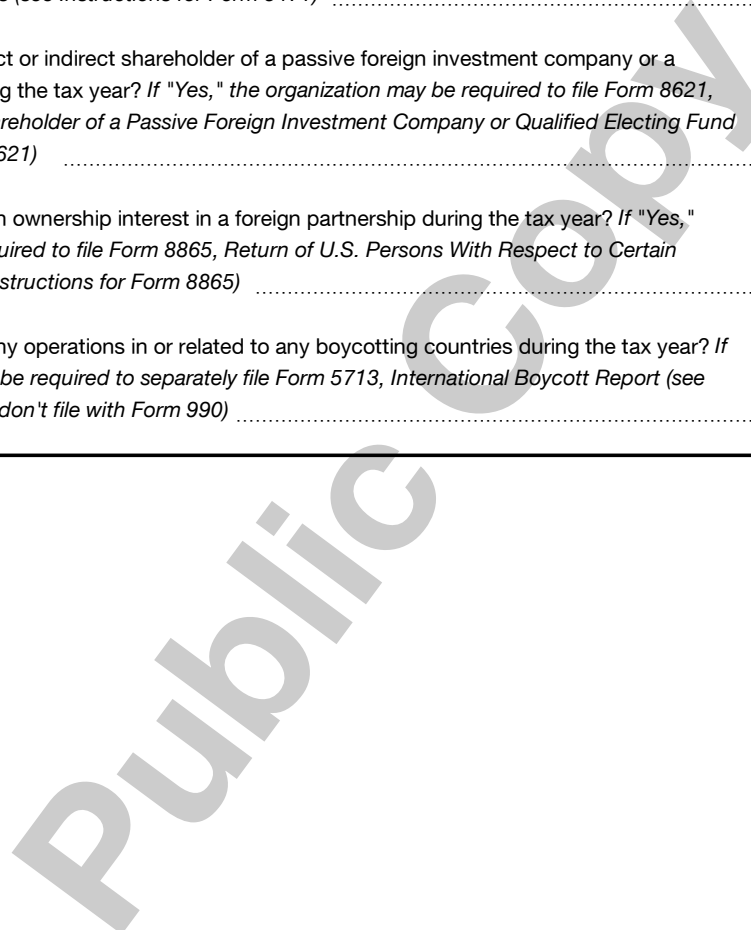 ct or indirect shareholder of a passive foreign investment company or a
g the tax year? If "Yes," the organization may be required to file Form 8621,
reholder of a Passive Foreign Investment Company or Qualified Electing Fund
621)
n ownership interest in a foreign partnership during the tax year? If "Yes,"
uired to file Form 8865, Return of U.S. Persons With Respect to Certain
structions for Form 8865)
ny operations in or related to any boycotting countries during the tax year? If
be required to separately file Form 5713, International Boycott Report (see
don't file with Form 990)
Public Copy